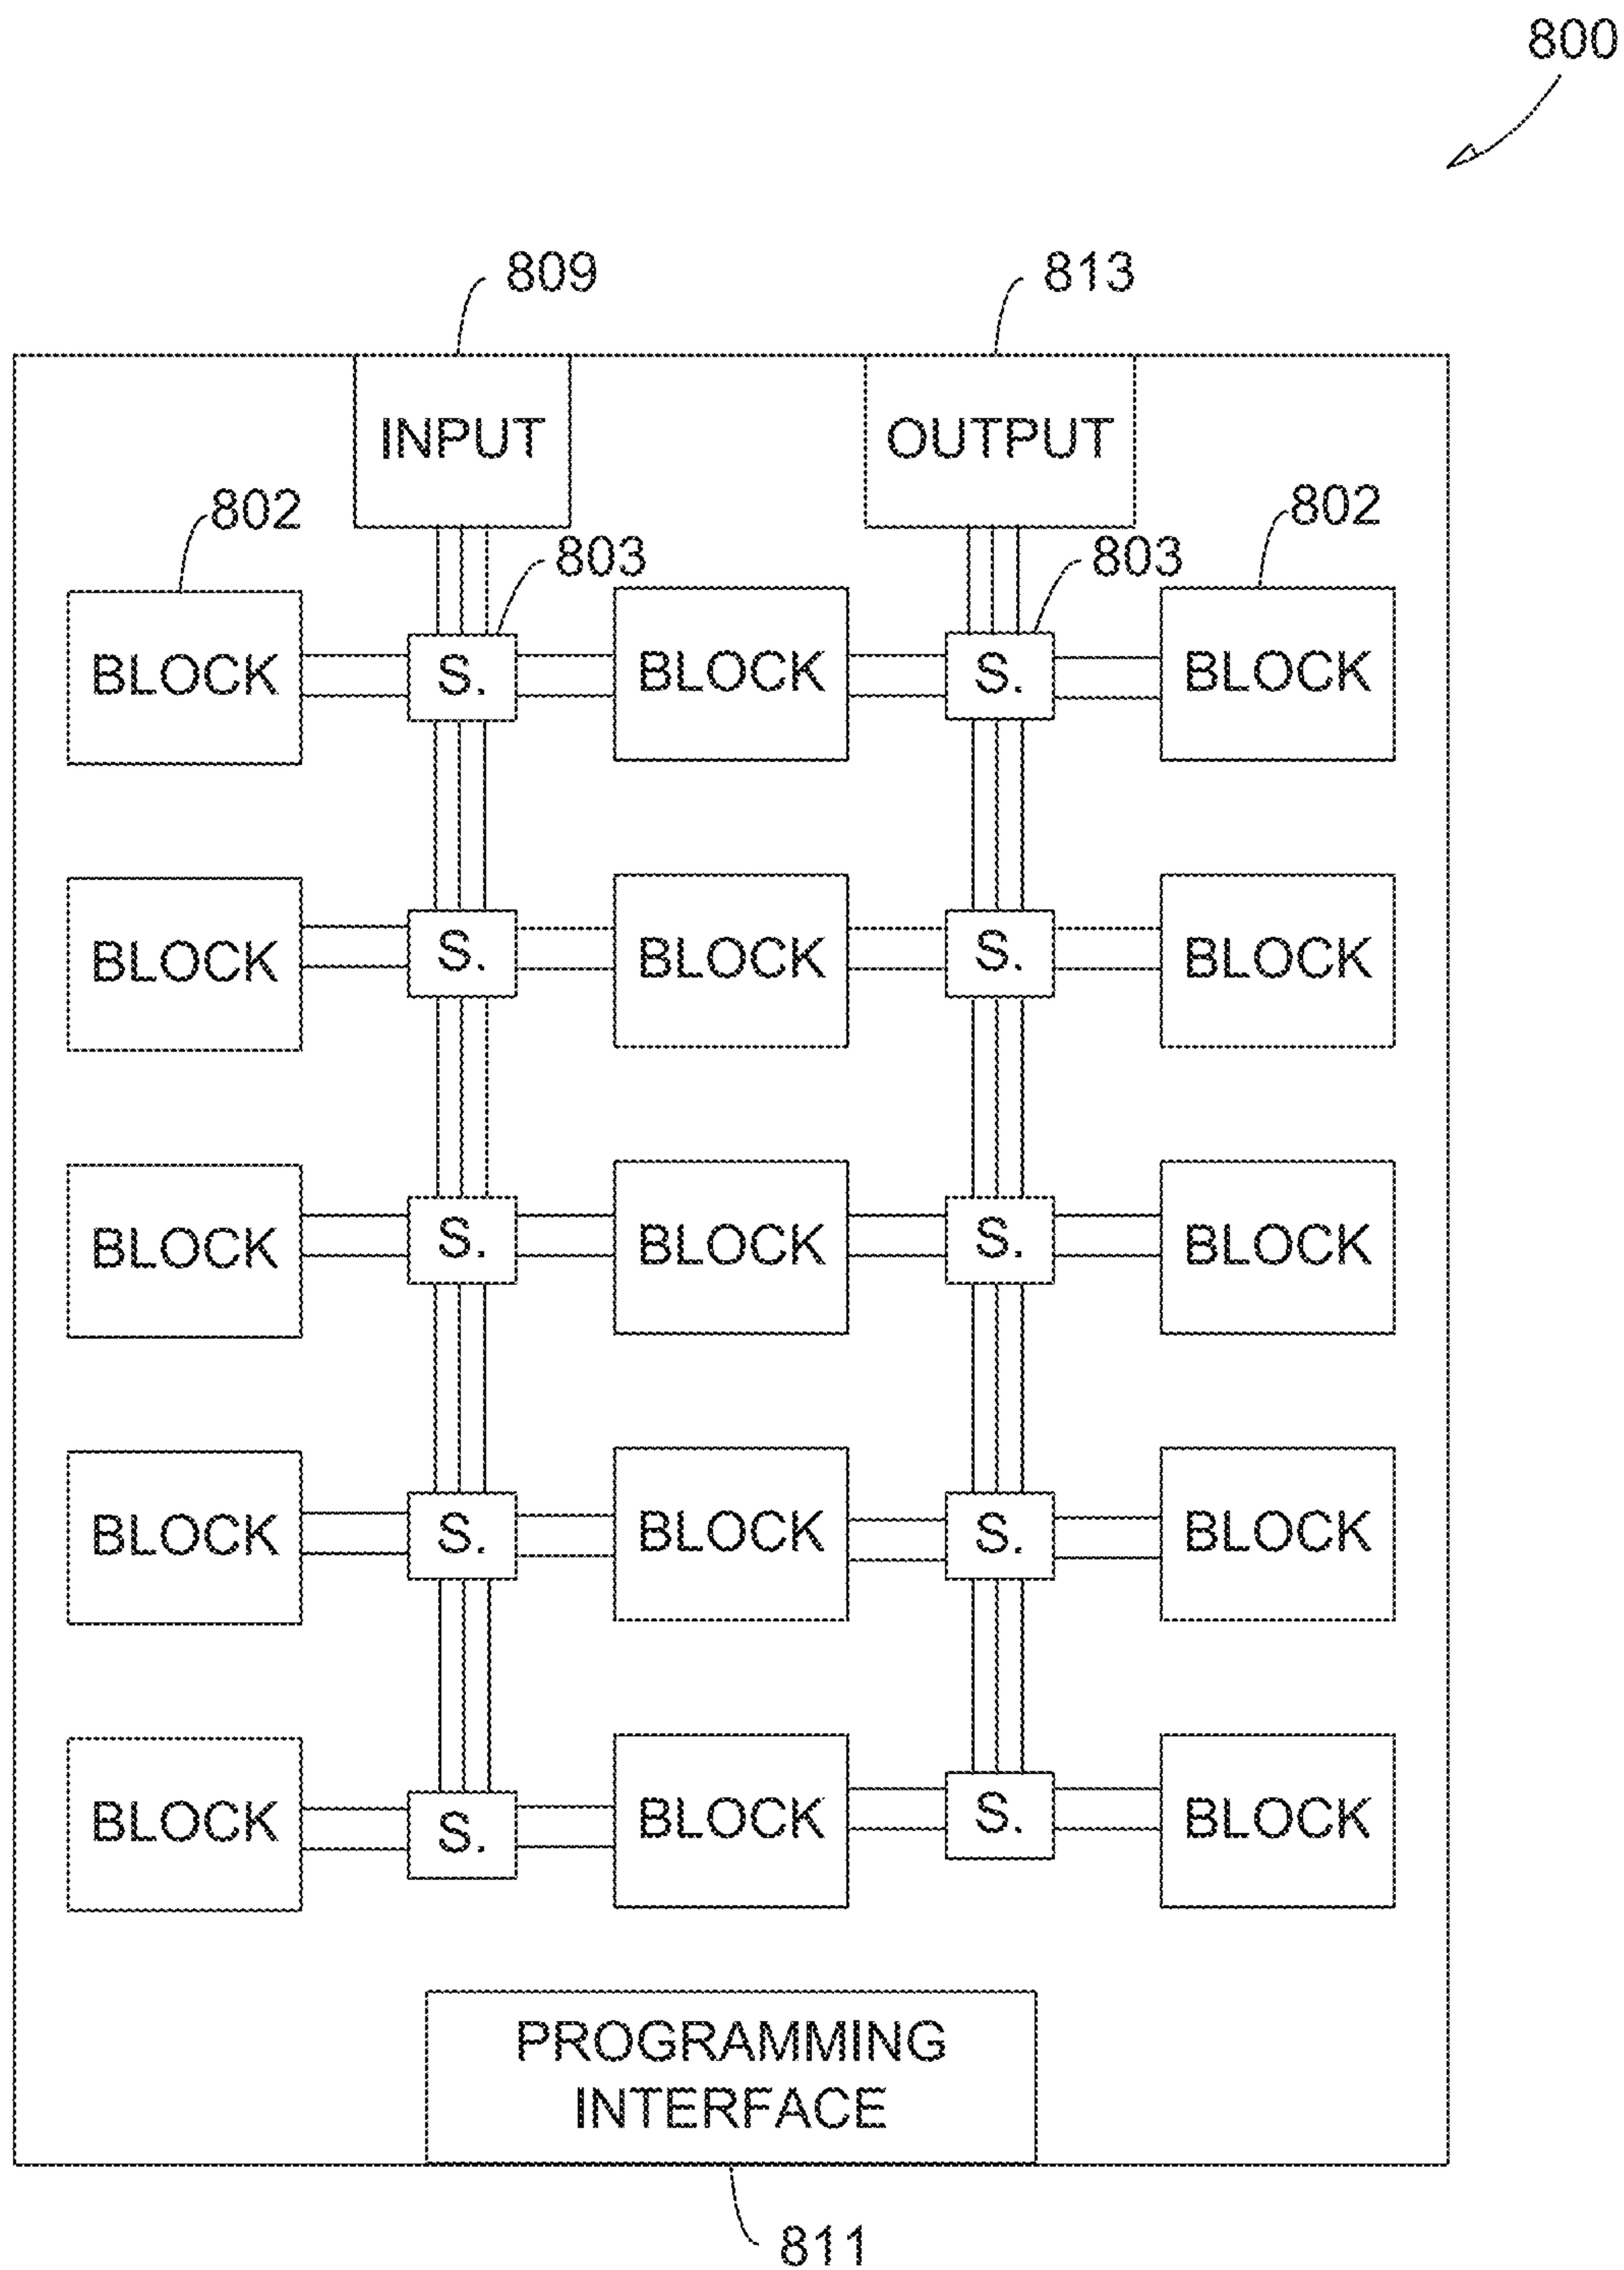 800
809
813
INPUT
OUTPUT
802
802
803
803
BLOCK
S.
BLOCK
S.
BLOCK
BLOCK
S.
BLOCK
S.
BLOCK
BLOCK
S.
BLOCK
S.
BLOCK
BLOCK
S.
BLOCK
S.
BLOCK
BLOCK
S.
BLOCK
S.
BLOCK
PROGRAMMING
INTERFACE
811